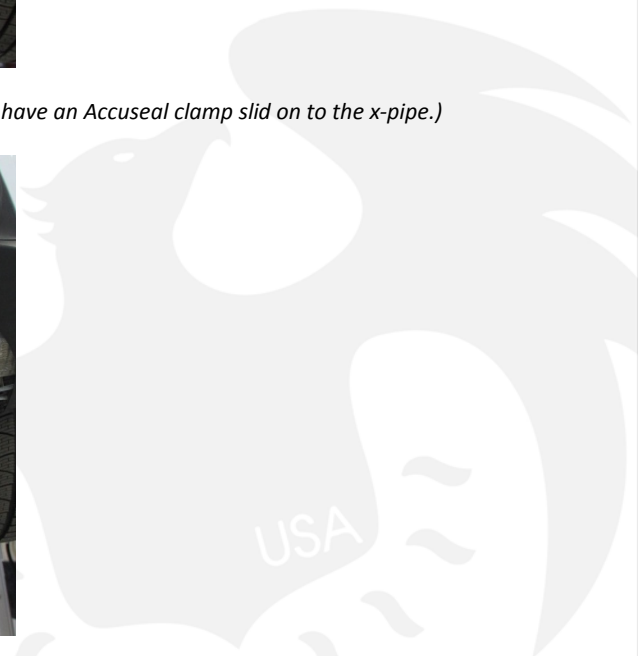 have an Accuseal clamp slid on to the x-pipe.)
USA